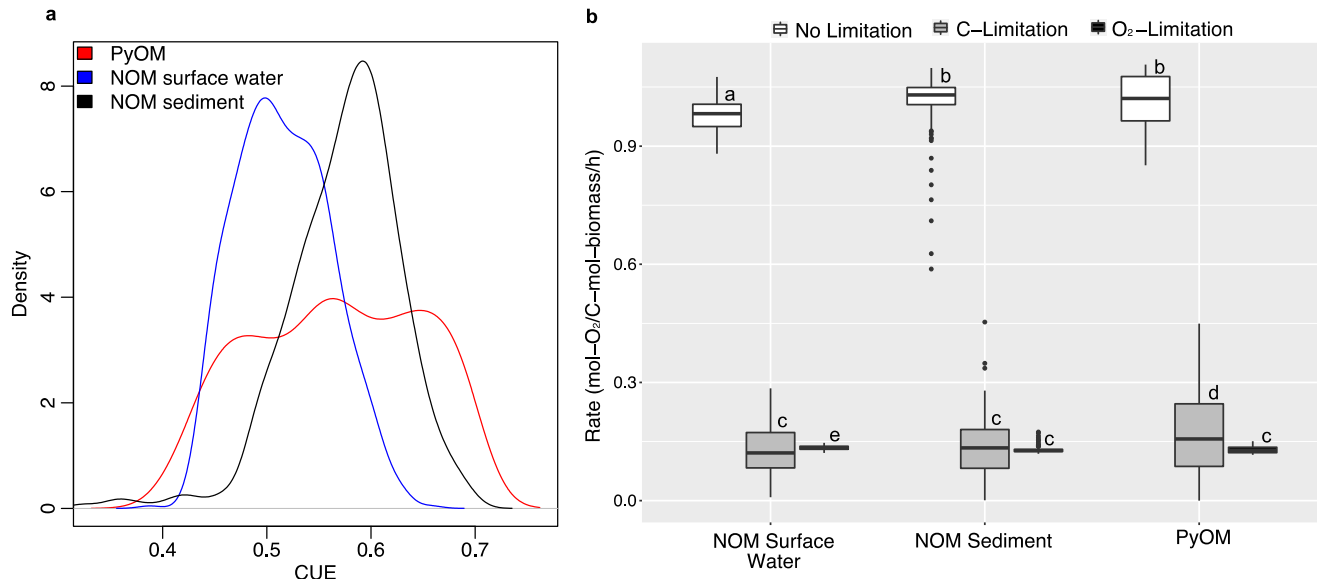 a
PyOM
NOM surface water
NOM sediment
Density
8
6
4
2
0
0.4 0.5 0.6 0.7
CUE
b
No Limitation C−Limitation O₂−Limitation
Rate (mol−O₂/C−mol−biomass/h)
0.9
0.6
0.3
0.0
a
b
b
c
e
c
c
d
c
NOM Surface
Water
NOM Sediment
PyOM